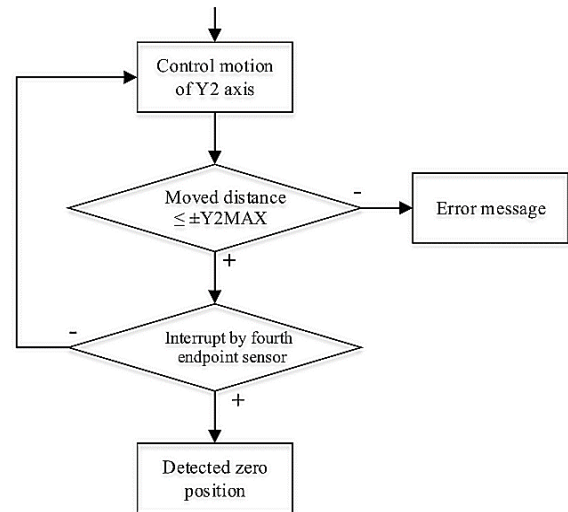 Control motion
of Y2 axis
Moved distance
≤ ±Y2MAX
-
Error message
+
Interrupt by fourth
endpoint sensor
-
+
Detected zero
position